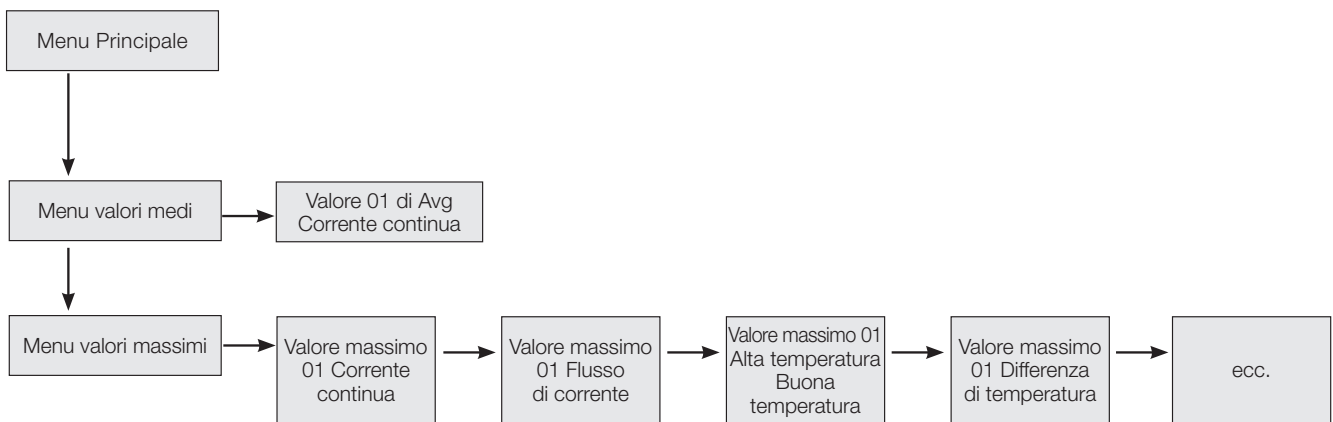 Menu Principale
Menu valori medi
Valore 01 di Avg
Corrente continua
Menu valori massimi
Valore massimo
01 Corrente
continua
Valore massimo
01 Flusso
di corrente
Valore massimo 01
Alta temperatura
Buona
temperatura
Valore massimo
01 Differenza
di temperatura
ecc.